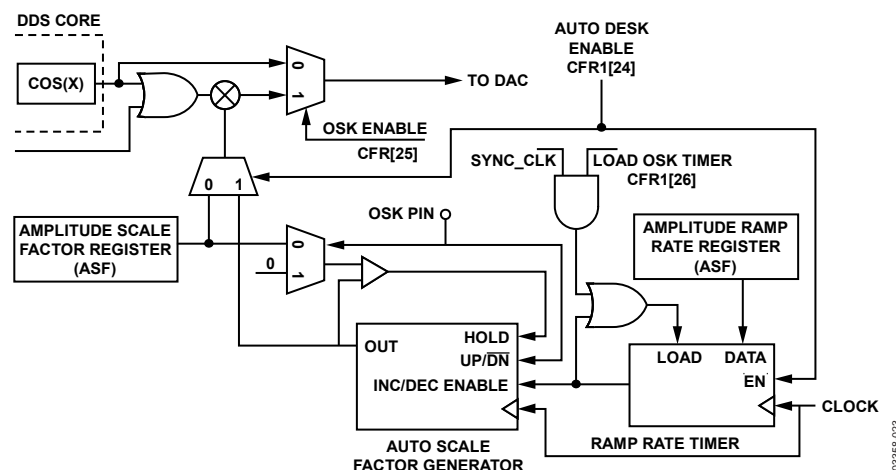 DDS CORE
COS(X)
0
1
TO DAC
OSK ENABLE
CFR[25]
AUTO DESK
ENABLE
CFR1[24]
SYNC_CLK
LOAD OSK TIMER
CFR1[26]
0 1
AMPLITUDE SCALE
FACTOR REGISTER
(ASF)
OSK PIN
0
1
0
AMPLITUDE RAMP
RATE REGISTER
(ASF)
OUT
HOLD
UP/DN
INC/DEC ENABLE
LOAD DATA
EN
CLOCK
RAMP RATE TIMER
AUTO SCALE
FACTOR GENERATOR
03368-023